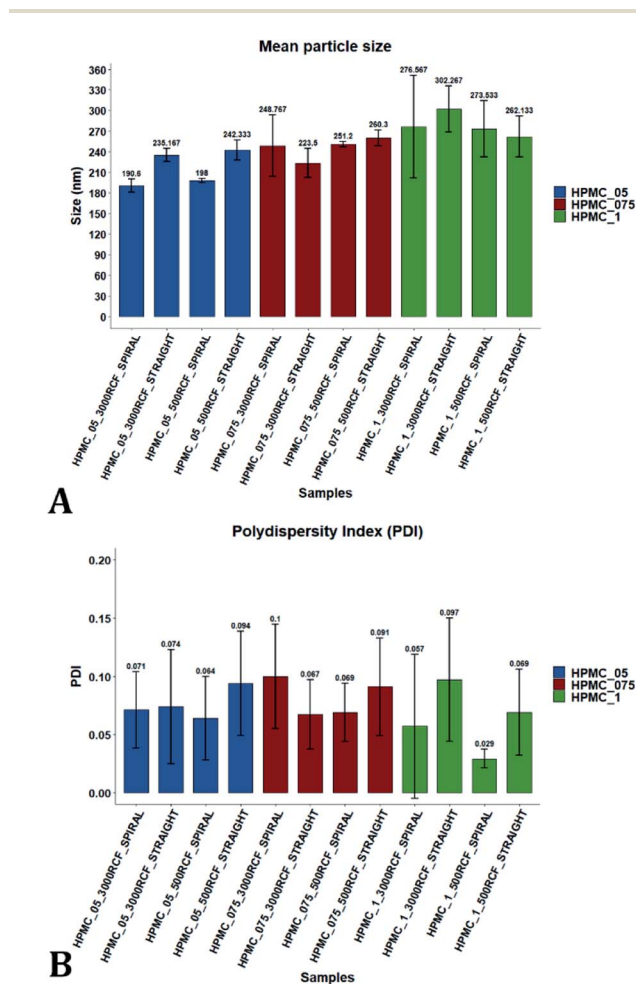 Mean particle size
Size (nm)
360
330
300
270
240
210
180
150
120
90
60
30
0
190.6
235.167
198
242.333
248.767
223.5
251.2
260.3
276.567
302.267
273.533
262.133
HPMC_05
HPMC_075
HPMC_1
HPMC_05_3000RCF_SPIRAL
HPMC_05_3000RCF_STRAIGHT
HPMC_05_500RCF_SPIRAL
HPMC_05_500RCF_STRAIGHT
HPMC_075_3000RCF_SPIRAL
HPMC_075_3000RCF_STRAIGHT
HPMC_075_500RCF_SPIRAL
HPMC_075_500RCF_STRAIGHT
HPMC_1_3000RCF_SPIRAL
HPMC_1_3000RCF_STRAIGHT
HPMC_1_500RCF_SPIRAL
HPMC_1_500RCF_STRAIGHT
Samples
A
Polydispersity Index (PDI)
PDI
0.20
0.15
0.10
0.05
0.00
0.071
0.074
0.064
0.094
0.1
0.067
0.069
0.091
0.057
0.097
0.029
0.069
HPMC_05
HPMC_075
HPMC_1
HPMC_05_3000RCF_SPIRAL
HPMC_05_3000RCF_STRAIGHT
HPMC_05_500RCF_SPIRAL
HPMC_05_500RCF_STRAIGHT
HPMC_075_3000RCF_SPIRAL
HPMC_075_3000RCF_STRAIGHT
HPMC_075_500RCF_SPIRAL
HPMC_075_500RCF_STRAIGHT
HPMC_1_3000RCF_SPIRAL
HPMC_1_3000RCF_STRAIGHT
HPMC_1_500RCF_SPIRAL
HPMC_1_500RCF_STRAIGHT
Samples
B